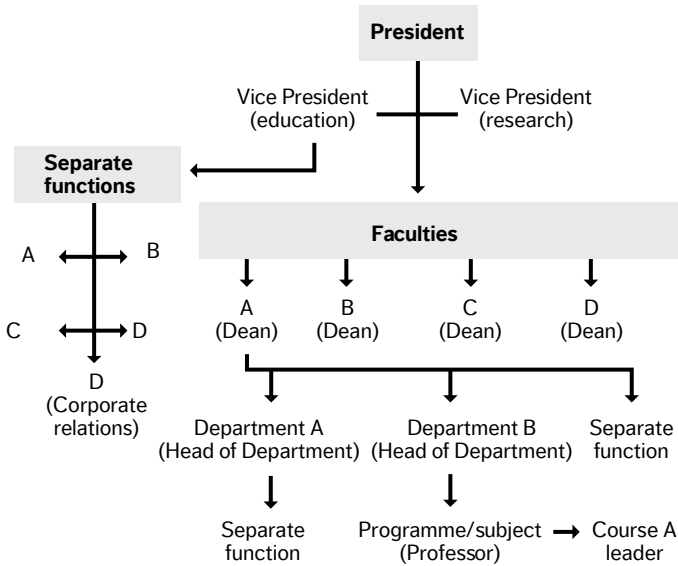 President
Vice President
(education)
Vice President
(research)
Separate
functions
Faculties
A
B
C
D
D
(Corporate
relations)
A
(Dean)
B
(Dean)
C
(Dean)
D
(Dean)
Department A
(Head of Department)
Department B
(Head of Department)
Separate
function
Separate
function
Programme/subject
(Professor)
Course A
leader